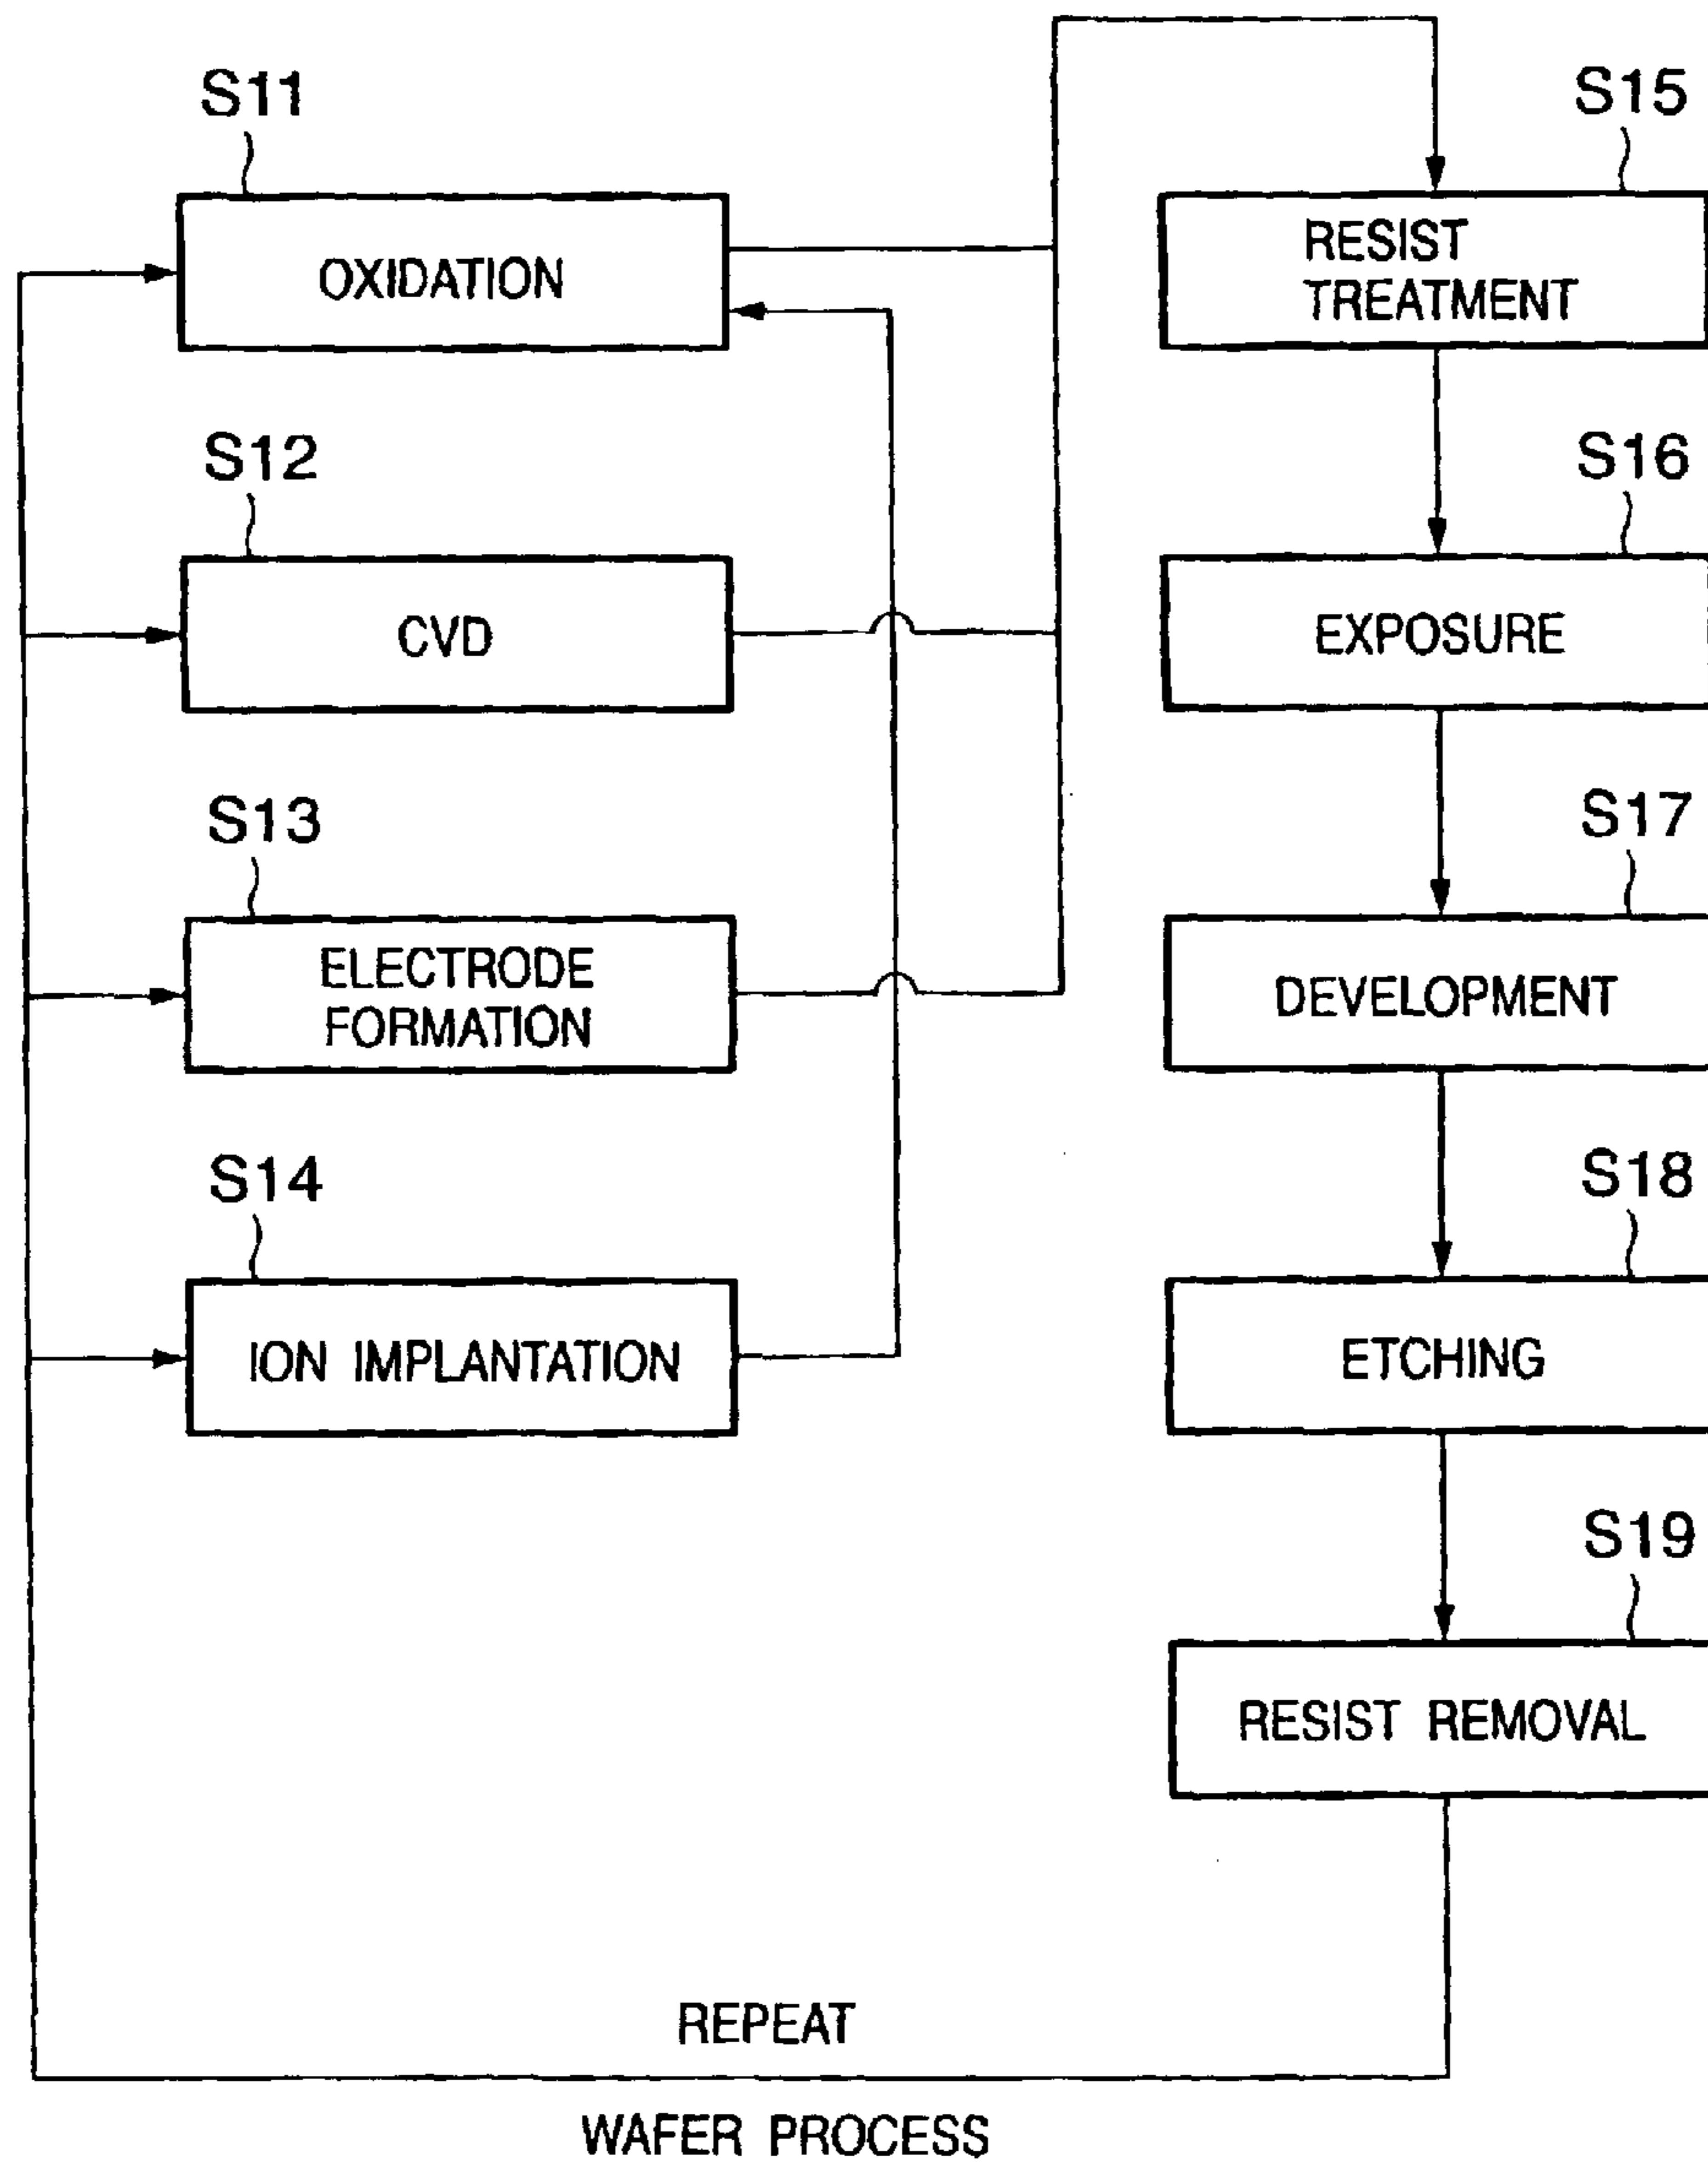 S11
OXIDATION
S12
CVD
S13
ELECTRODE
FORMATION
S14
ION IMPLANTATION
S15
RESIST
TREATMENT
S16
EXPOSURE
S17
DEVELOPMENT
S18
ETCHING
S19
RESIST REMOVAL
REPEAT
WAFER PROCESS